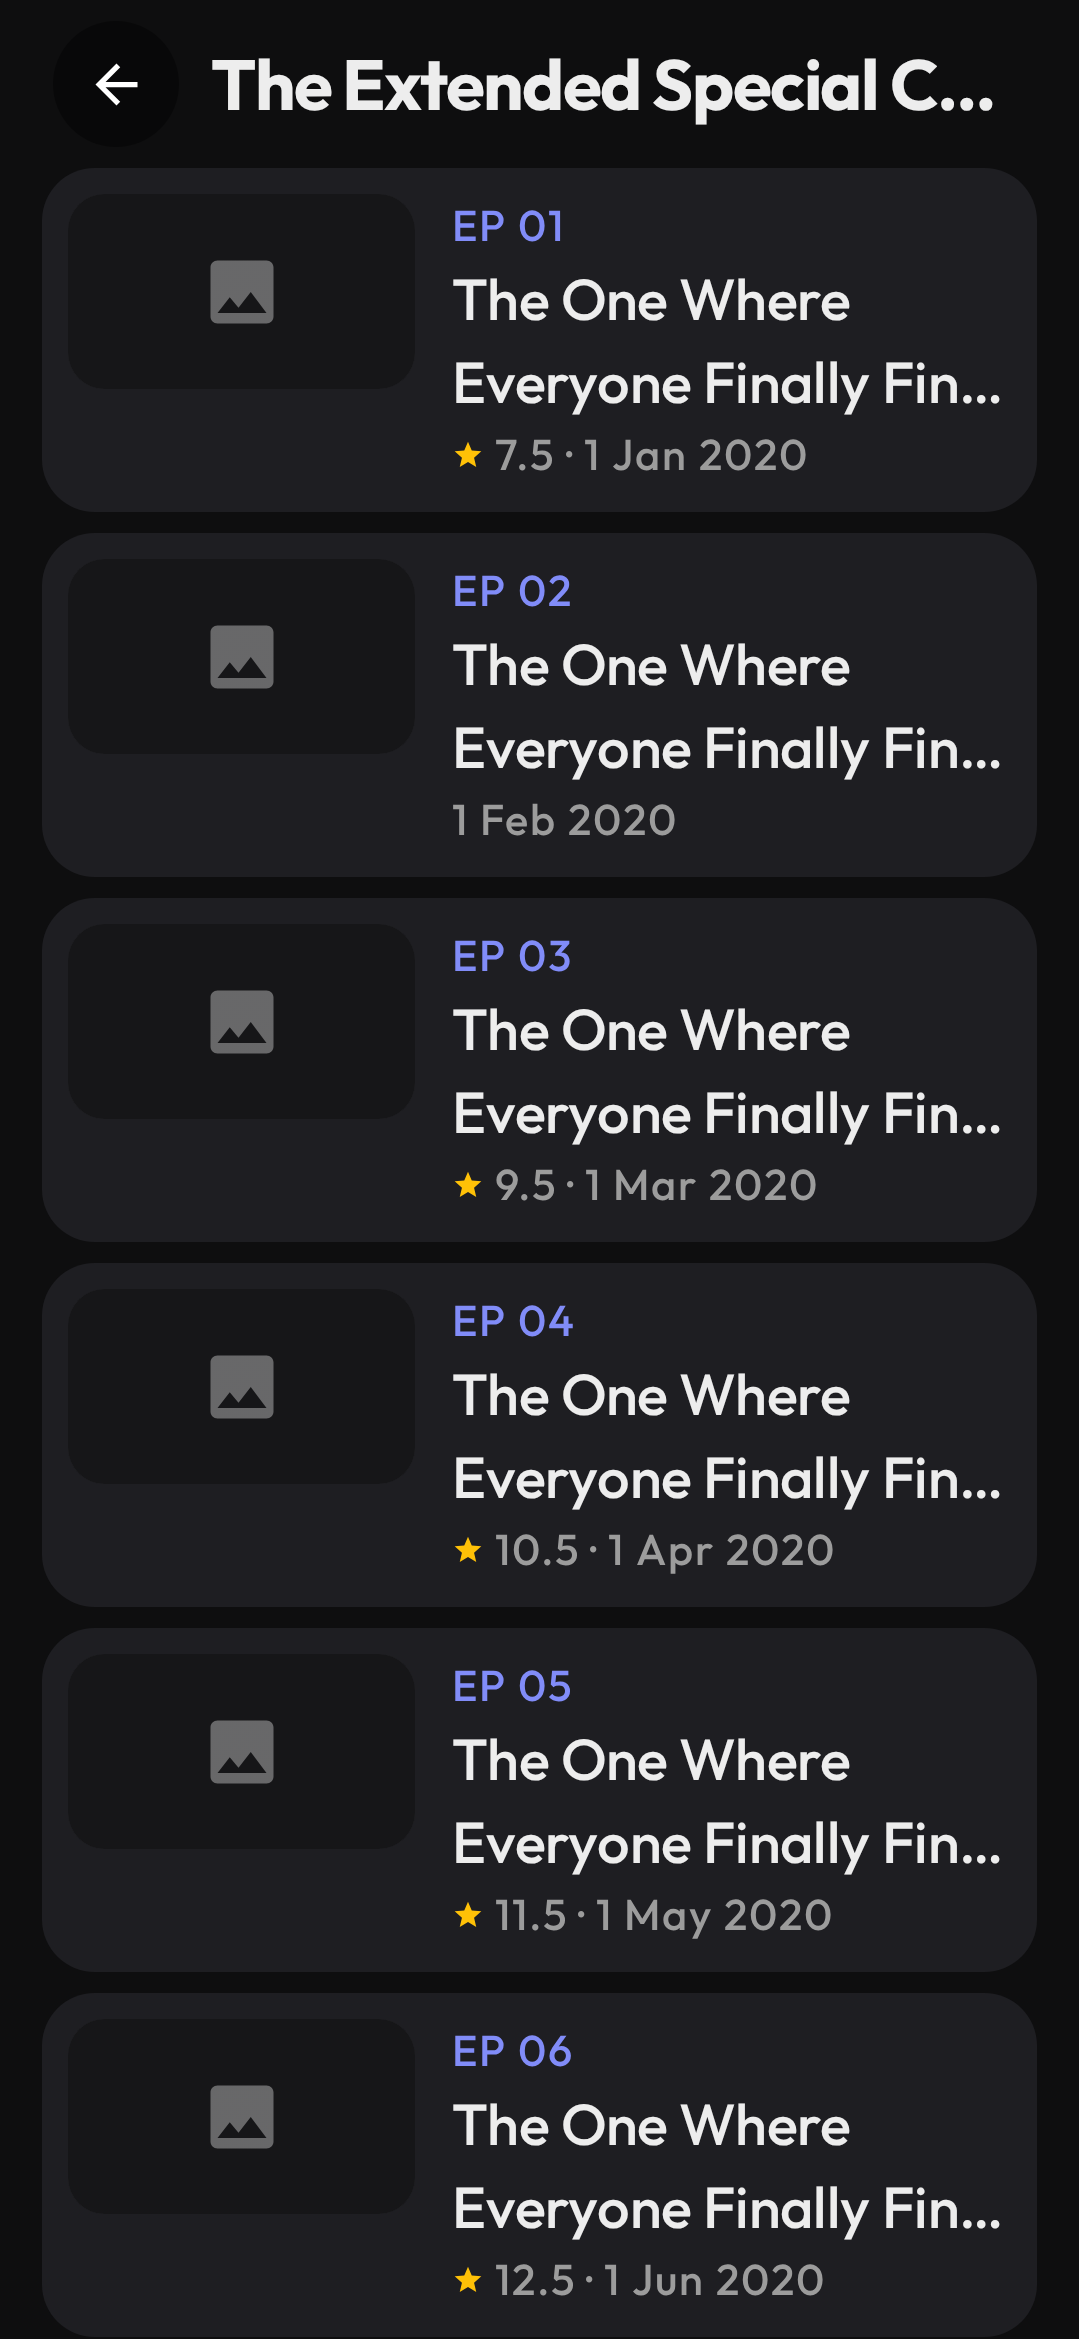 The Extended Special C...
EP 01
The One Where
Everyone Finally Fin...
7.5 · 1 Jan 2020
EP 02
The One Where
Everyone Finally Fin...
1 Feb 2020
EP 03
The One Where
Everyone Finally Fin...
9.5 · 1 Mar 2020
EP 04
The One Where
Everyone Finally Fin...
10.5 · 1 Apr 2020
EP 05
The One Where
Everyone Finally Fin...
11.5 · 1 May 2020
EP 06
The One Where
Everyone Finally Fin...
12.5 · 1 Jun 2020